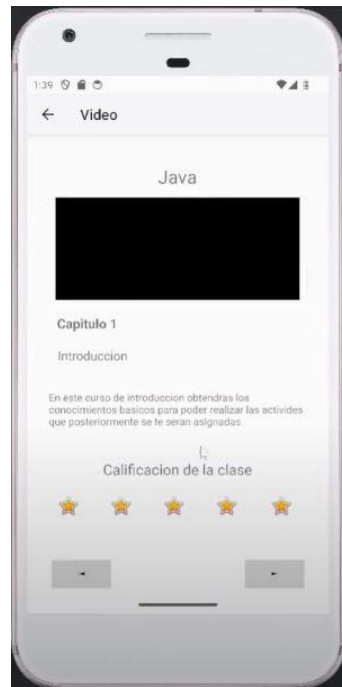 1:39
Video
Java
Capitulo 1
Introduccion
En este curso de introduccion obtendras los
conocimientos basicos para poder realizar las activides
que posteriormente se te seran asignadas
Calificacion de la clase